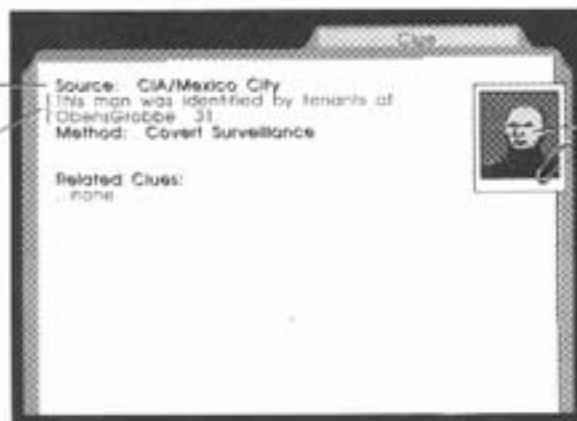 Clue
Source: CIA/Mexico City
This man was identified by tenants of
ObensGrabbe 31
Method: Covert Surveillance
Related Clues:
...none